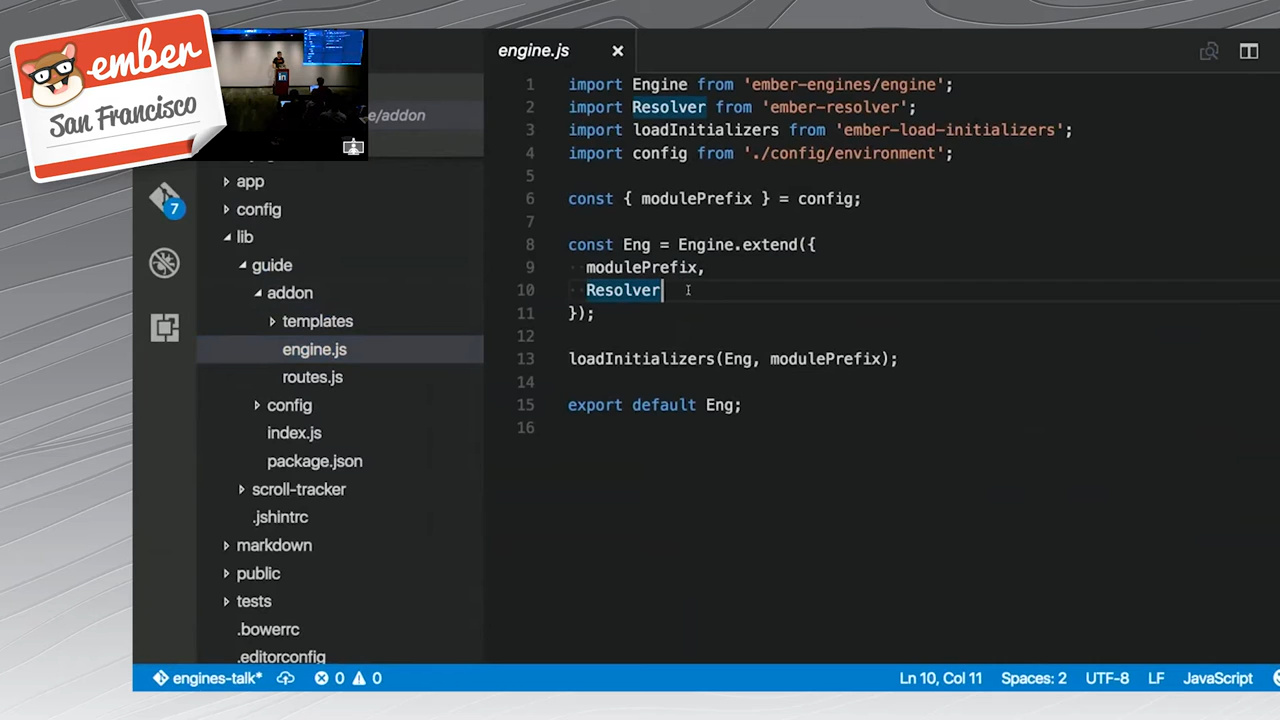 ember
San Francisco
in
e/addon
7
app
config
lib
guide
addon
templates
engine.js
routes.js
config
index.js
package.json
scroll-tracker
.jshintrc
markdown
public
tests
.bowerrc
.editorconfig
engine.js
1 import Engine from 'ember-engines/engine';
2 import Resolver from 'ember-resolver';
3 import loadInitializers from 'ember-load-initializers';
4 import config from './config/environment';
5
6 const { modulePrefix } = config;
7
8 const Eng = Engine.extend({
9 modulePrefix,
10 Resolver
11 });
12
13 loadInitializers(Eng, modulePrefix);
14
15 export default Eng;
16
engines-talk* 0 0 Ln 10, Col 11 Spaces: 2 UTF-8 LF JavaScript